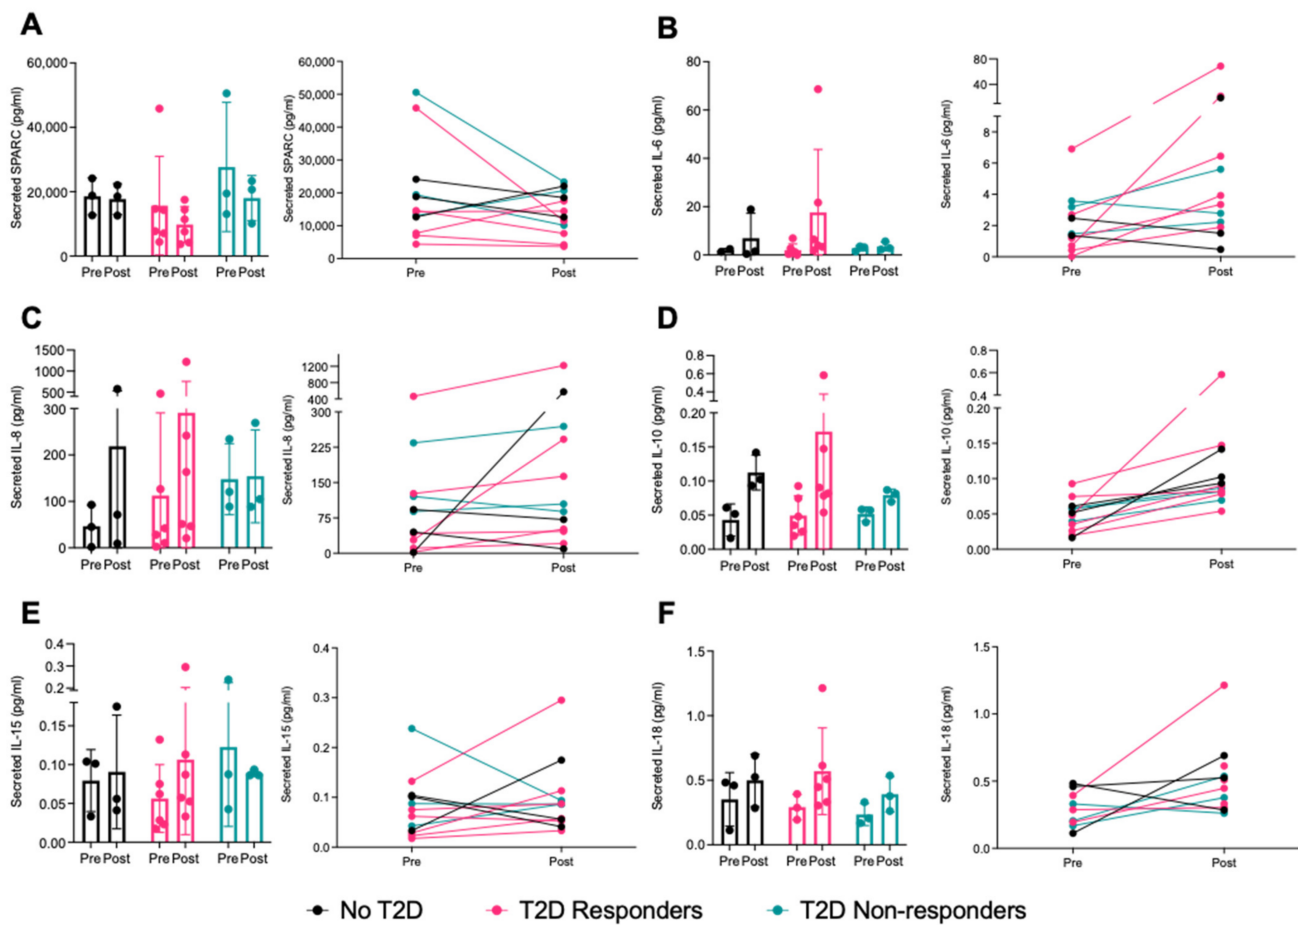 A
B
Secreted SPARC (pg/ml)
60,000
40,000
20,000
0
Pre Post Pre Post Pre Post
Secreted SPARC (pg/ml)
60,000
50,000
40,000
30,000
20,000
10,000
0
Pre Post
Secreted IL-6 (pg/ml)
80
60
40
20
0
Pre Post Pre Post Pre Post
Secreted IL-6 (pg/ml)
80
40
8
6
4
2
0
Pre Post
C
D
Secreted IL-8 (pg/ml)
1500
1000
500
300
200
100
0
Pre Post Pre Post Pre Post
Secreted IL-8 (pg/ml)
1200
800
400
300
225
150
75
0
Pre Post
Secreted IL-10 (pg/ml)
0.8
0.6
0.4
0.2
0.20
0.15
0.10
0.05
0.00
Pre Post Pre Post Pre Post
Secreted IL-10 (pg/ml)
0.8
0.6
0.4
0.2
0.20
0.15
0.10
0.05
0.00
Pre Post
E
F
Secreted IL-15 (pg/ml)
0.4
0.3
0.2
0.15
0.10
0.05
0.00
Pre Post Pre Post Pre Post
Secreted IL-15 (pg/ml)
0.4
0.3
0.2
0.1
0.0
Pre Post
Secreted IL-18 (pg/ml)
1.5
1.0
0.5
0.0
Pre Post Pre Post Pre Post
Secreted IL-18 (pg/ml)
1.5
1.0
0.5
0.0
Pre Post
No T2D T2D Responders T2D Non-responders